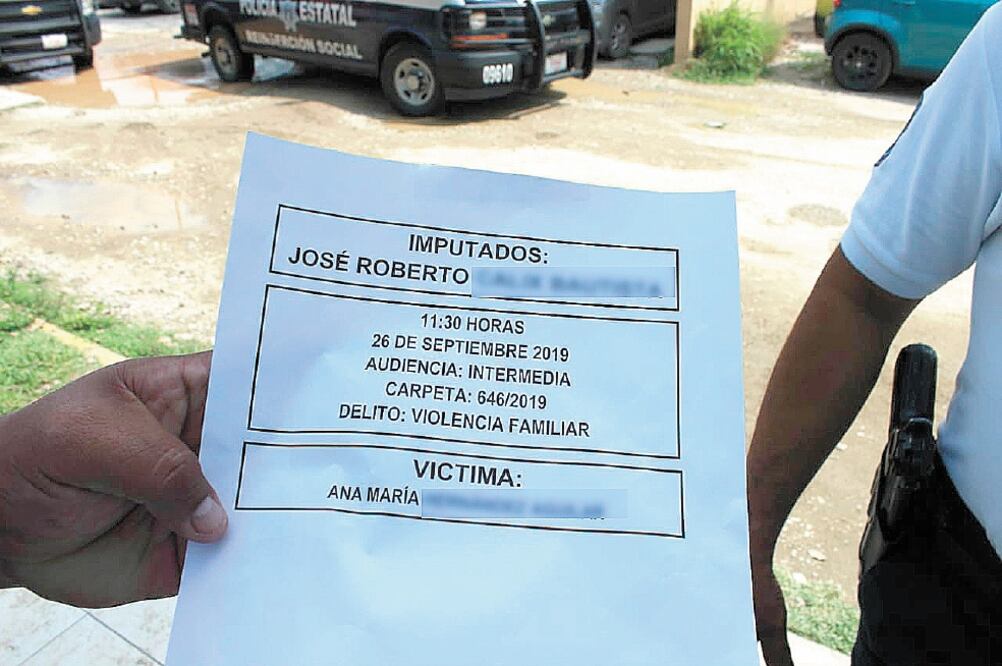 POLICÍA ESTATAL
REINSERCIÓN SOCIAL
09610
IMPUTADOS:
JOSÉ ROBERTO
11:30 HORAS
26 DE SEPTIEMBRE 2019
AUDIENCIA: INTERMEDIA
CARPETA: 646/2019
DELITO: VIOLENCIA FAMILIAR
VICTIMA:
ANA MARÍA